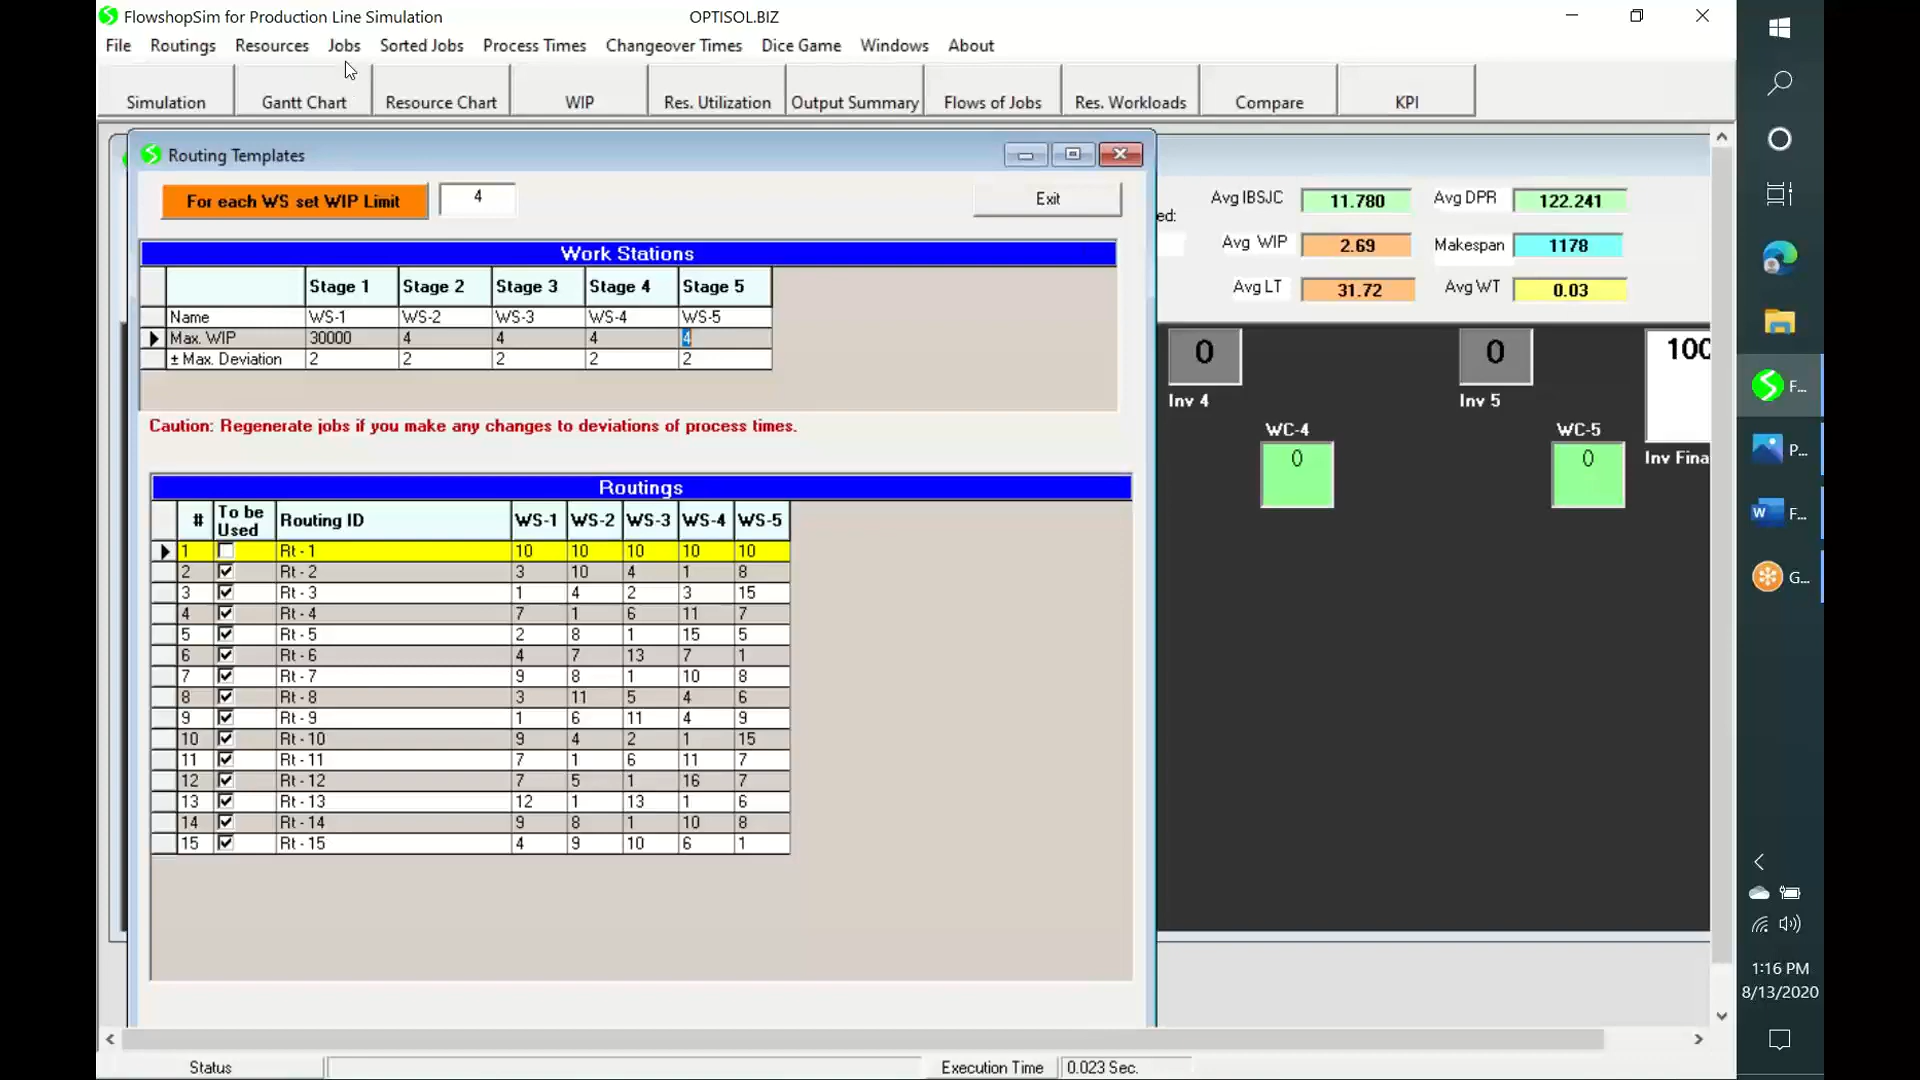 FlowshopSim for Production Line Simulation OPTISOL.BIZ
File Routings Resources Jobs Sorted Jobs Process Times Changeover Times Dice Game Windows About
Simulation Gantt Chart Resource Chart WIP Res. Utilization Output Summary Flows of Jobs Res. Workloads Compare KPI
Routing Templates
For each WS set WIP Limit 4 Exit
Work Stations
Stage 1 Stage 2 Stage 3 Stage 4 Stage 5
Name WS-1 WS-2 WS-3 WS-4 WS-5
Max. WIP 30000 4 4 4 4
± Max. Deviation 2 2 2 2 2
Caution: Regenerate jobs if you make any changes to deviations of process times.
Routings
# To be Used Routing ID WS-1 WS-2 WS-3 WS-4 WS-5
1 Rt - 1 10 10 10 10 10
2 Rt - 2 3 10 4 1 8
3 Rt - 3 1 4 2 3 15
4 Rt - 4 7 1 6 11 7
5 Rt - 5 2 8 1 15 5
6 Rt - 6 4 7 13 7 1
7 Rt - 7 9 8 1 10 8
8 Rt - 8 3 11 5 4 6
9 Rt - 9 1 6 11 4 9
10 Rt - 10 9 4 2 1 15
11 Rt - 11 7 1 6 11 7
12 Rt - 12 7 5 1 16 7
13 Rt - 13 12 1 13 1 6
14 Rt - 14 9 8 1 10 8
15 Rt - 15 4 9 10 6 1
ed:
Avg IBSJC 11.780 Avg DPR 122.241
Avg WIP 2.69 Makespan 1178
Avg LT 31.72 Avg WT 0.03
0 0 100
Inv 4 Inv 5
WC-4 WC-5 Inv Fina
0 0
Status Execution Time 0.023 Sec.
F...
P...
W F...
G...
1:16 PM
8/13/2020